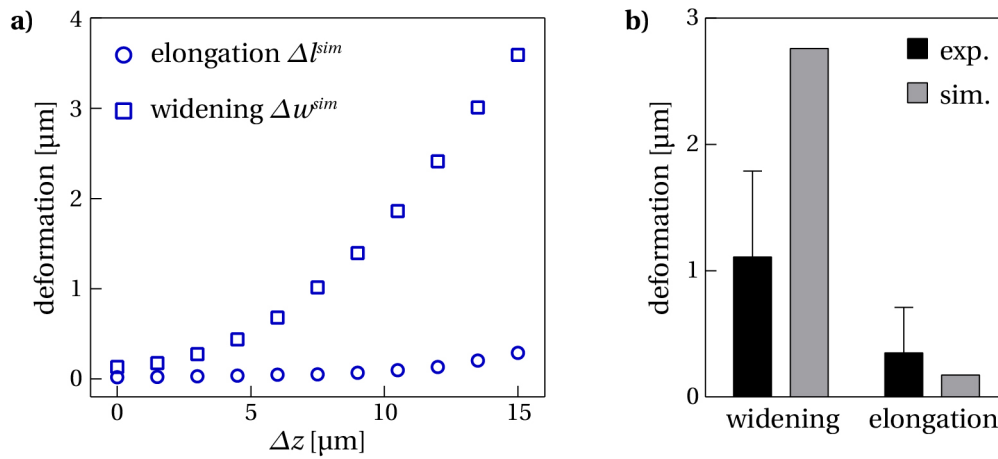 a)
4
3
2
1
0
deformation [µm]
elongation Δl^sim
widening Δw^sim
0 5 10 15
Δz [µm]
b)
3
2
1
0
deformation [µm]
exp.
sim.
widening elongation